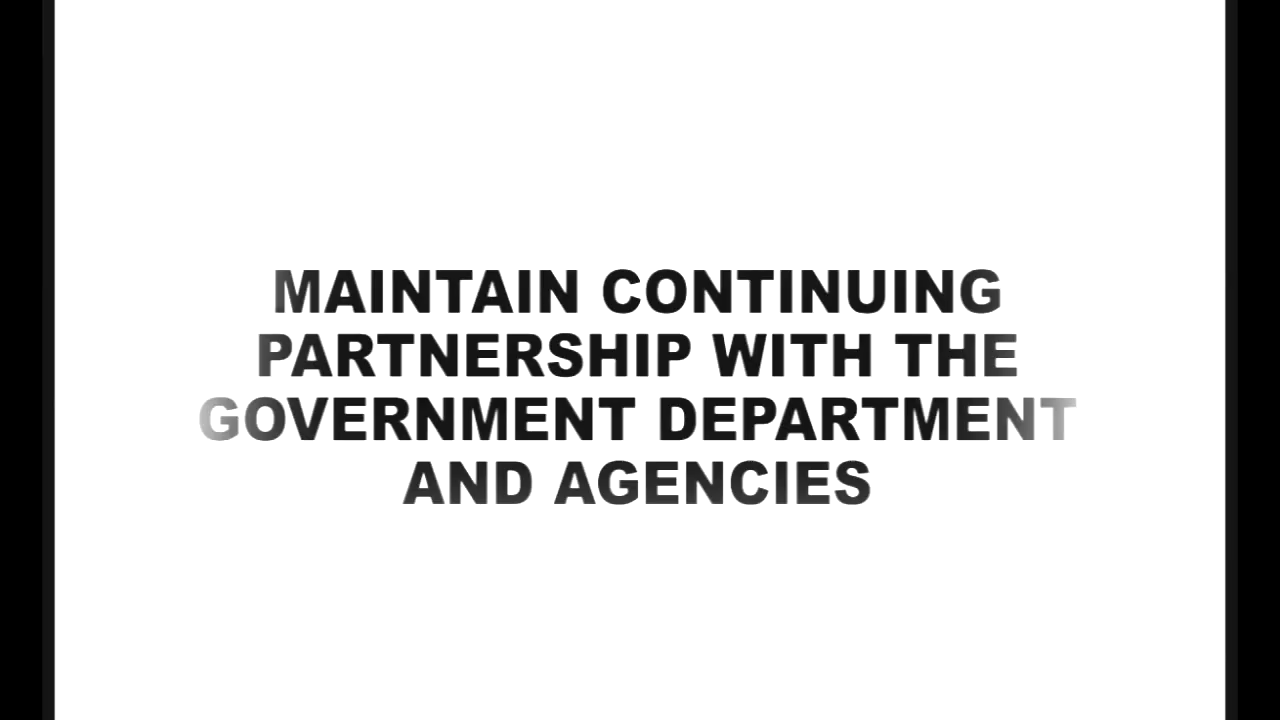 MAINTAIN CONTINUING
PARTNERSHIP WITH THE
GOVERNMENT DEPARTMENT
AND AGENCIES